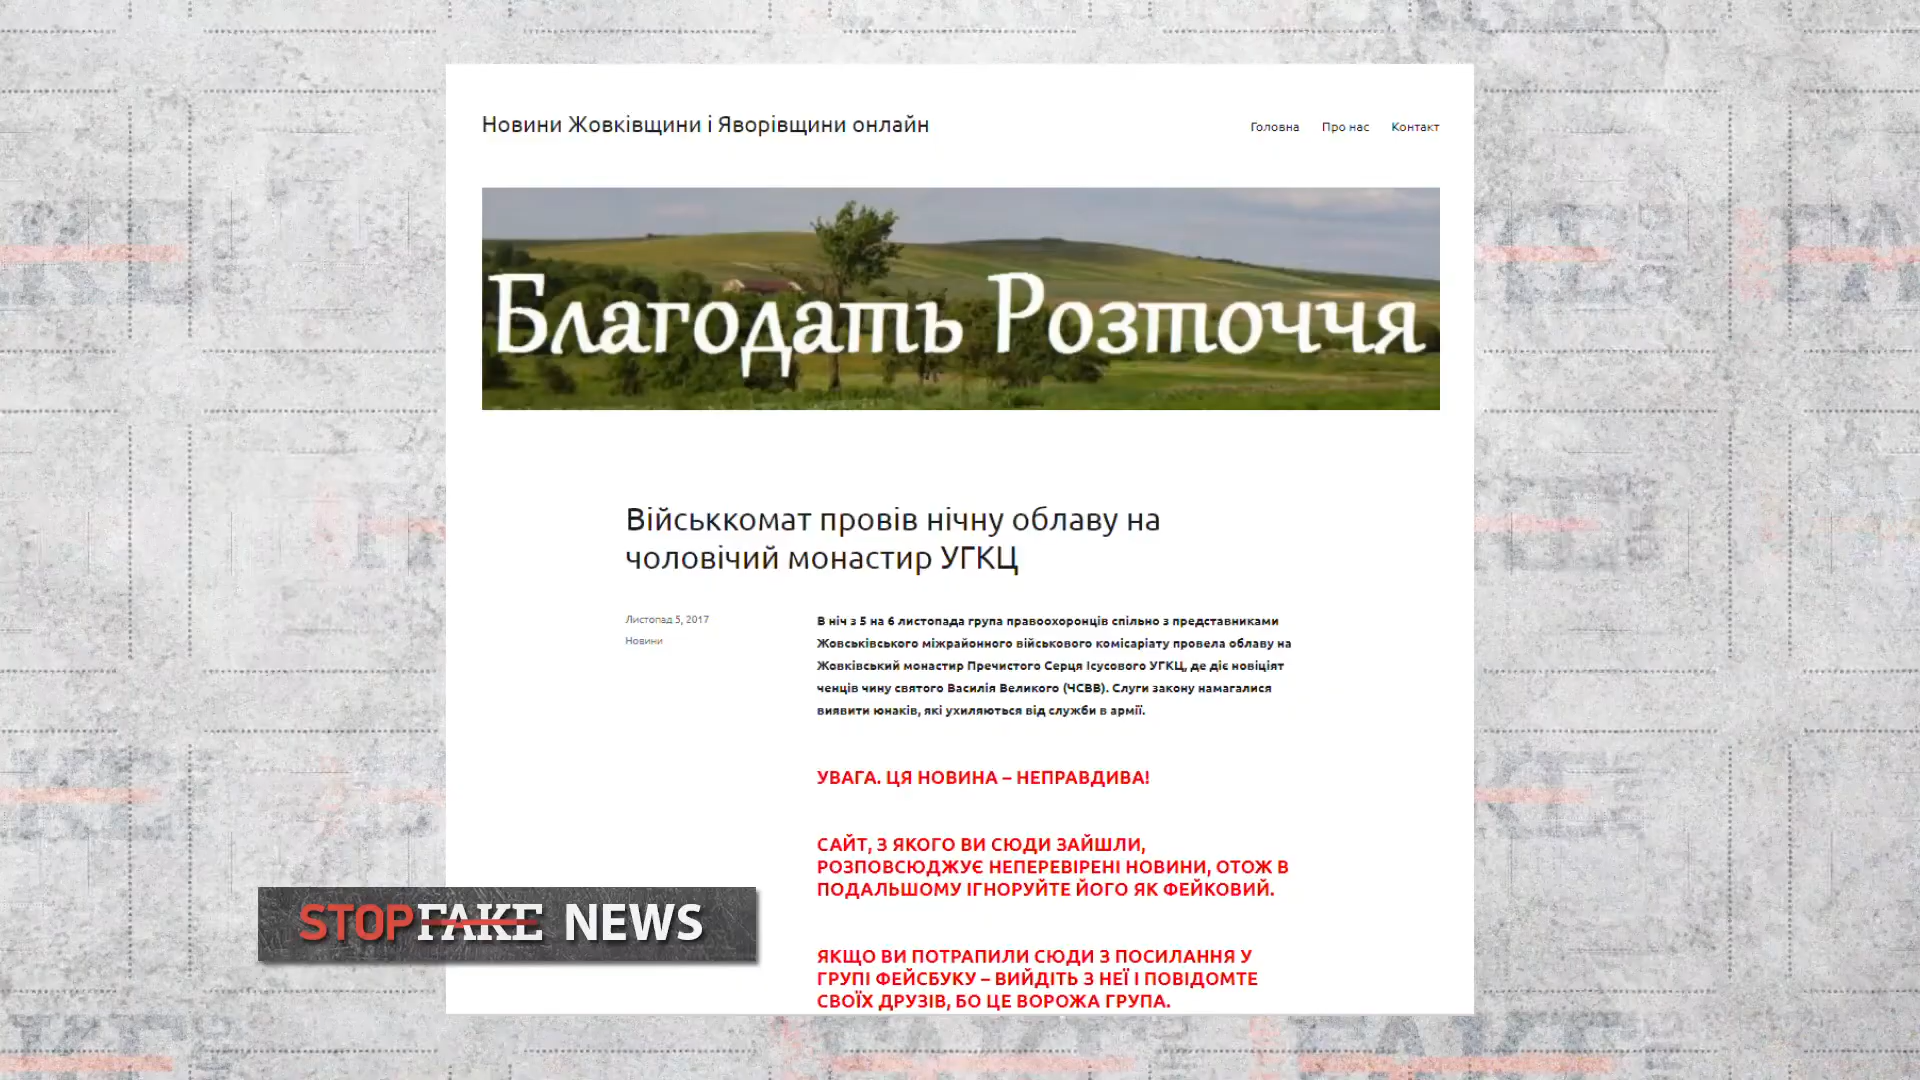 Новини Жовківщини і Яворівщини онлайн
Головна Про нас Контакт
Благодать Розточчя
Військкомат провів нічну облаву на
чоловічий монастир УГКЦ
Листопад 5, 2017
Новини
В ніч з 5 на 6 листопада група правоохоронців спільно з представниками
Жовськівського міжрайонного військового комісаріату провела облаву на
Жовківський монастир Пречистого Серця Ісусового УГКЦ, де діє новіціят
ченців чину святого Василія Великого (ЧСВВ). Слуги закону намагалися
виявити юнаків, які ухиляються від служби в армії.
УВАГА. ЦЯ НОВИНА – НЕПРАВДИВА!
САЙТ, З ЯКОГО ВИ СЮДИ ЗАЙШЛИ,
РОЗПОВСЮДЖУЄ НЕПЕРЕВІРЕНІ НОВИНИ, ОТОЖ В
ПОДАЛЬШОМУ ІГНОРУЙТЕ ЙОГО ЯК ФЕЙКОВИЙ.
ЯКЩО ВИ ПОТРАПИЛИ СЮДИ З ПОСИЛАННЯ У
ГРУПІ ФЕЙСБУКУ – ВИЙДІТЬ З НЕЇ І ПОВІДОМТЕ
СВОЇХ ДРУЗІВ, БО ЦЕ ВОРОЖА ГРУПА.
STOPFAKE NEWS